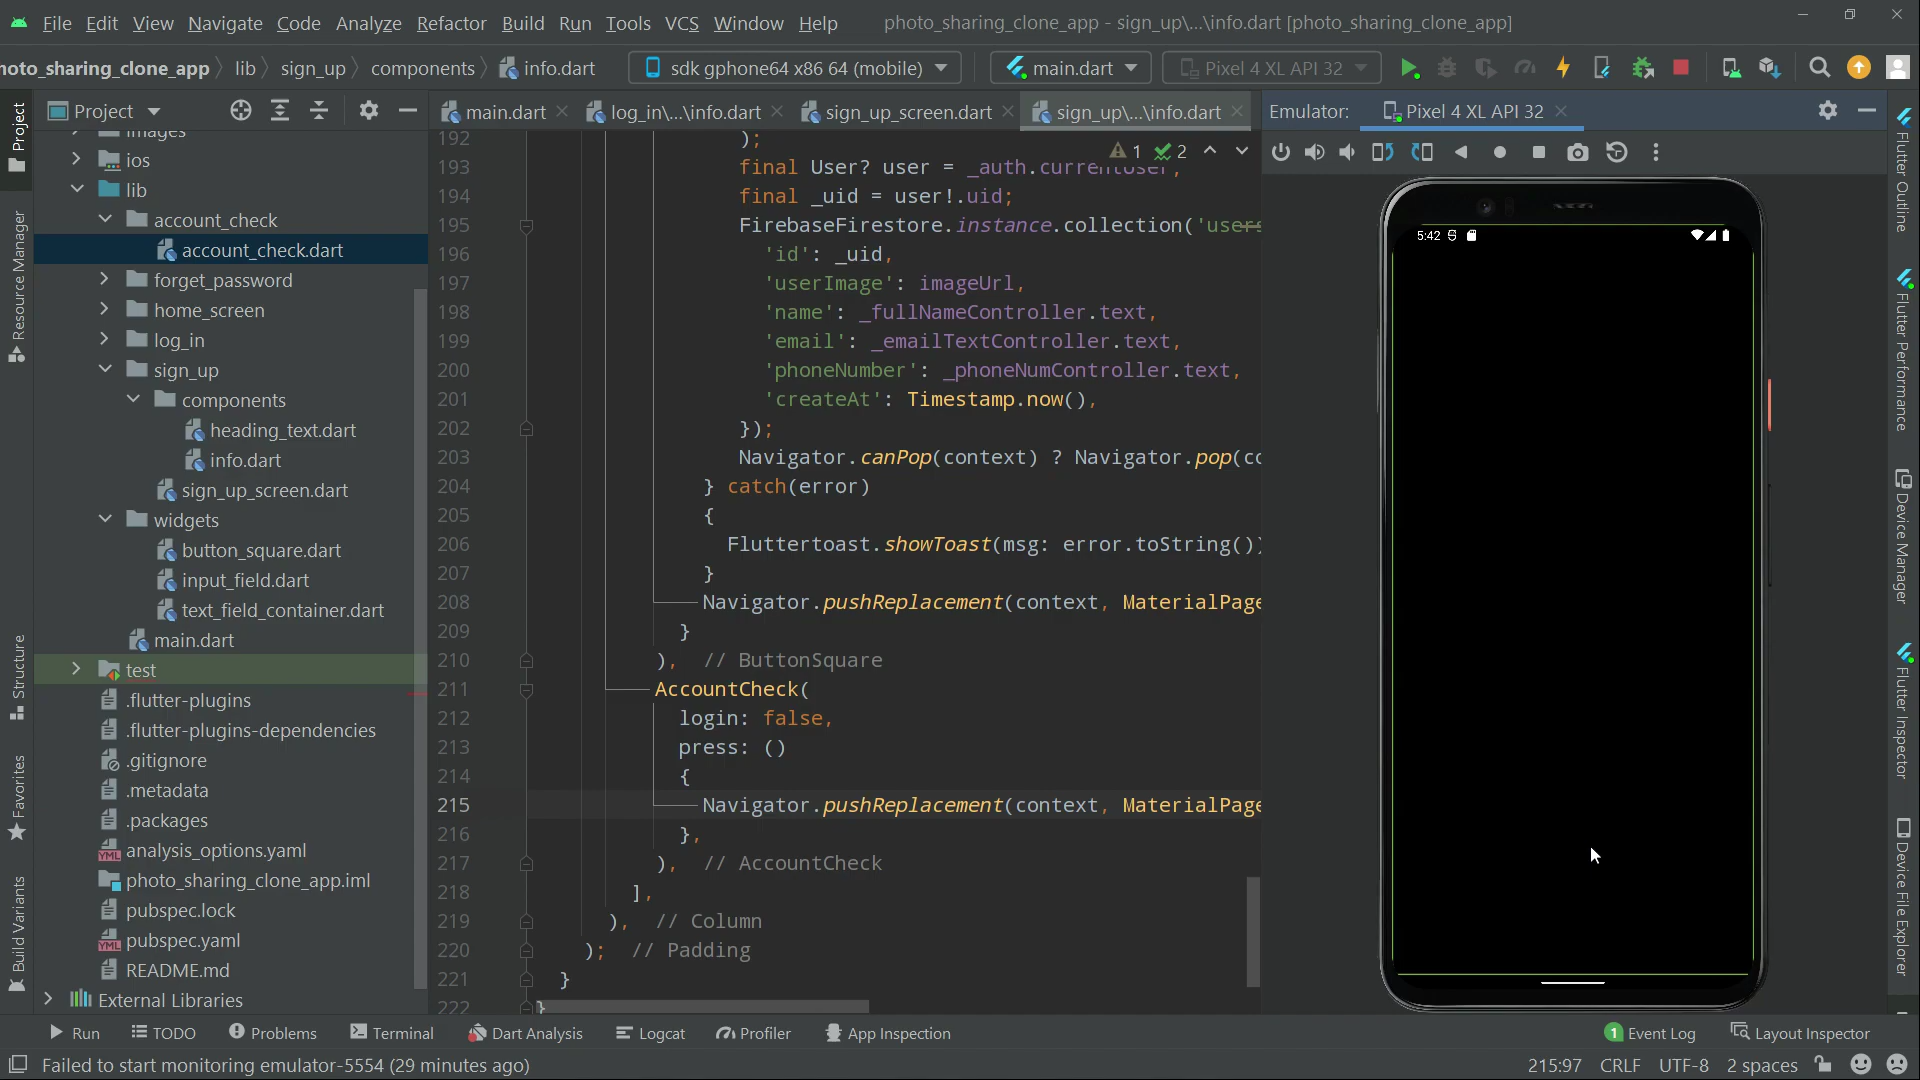 File Edit View Navigate Code Analyze Refactor Build Run Tools VCS Window Help photo_sharing_clone_app - sign_up\...\info.dart [photo_sharing_clone_app]
hoto_sharing_clone_app lib sign_up components info.dart sdk gphone64 x86 64 (mobile) main.dart Pixel 4 XL API 32
Project
main.dart log_in\...\info.dart sign_up_screen.dart sign_up\...\info.dart
Emulator: Pixel 4 XL API 32
Project
Resource Manager
Structure
Favorites
Build Variants
images
ios
lib
account_check
account_check.dart
forget_password
home_screen
log_in
sign_up
components
heading_text.dart
info.dart
sign_up_screen.dart
widgets
button_square.dart
input_field.dart
text_field_container.dart
main.dart
test
.flutter-plugins
.flutter-plugins-dependencies
.gitignore
.metadata
.packages
analysis_options.yaml
photo_sharing_clone_app.iml
pubspec.lock
pubspec.yaml
README.md
External Libraries
1 2
192 );
193 final User? user = _auth.currentUser;
194 final _uid = user!.uid;
195 FirebaseFirestore.instance.collection('users
196 'id': _uid,
197 'userImage': imageUrl,
198 'name': _fullNameController.text,
199 'email': _emailTextController.text,
200 'phoneNumber': _phoneNumController.text,
201 'createAt': Timestamp.now(),
202 });
203 Navigator.canPop(context) ? Navigator.pop(co
204 } catch(error)
205 {
206 Fluttertoast.showToast(msg: error.toString())
207 }
208 Navigator.pushReplacement(context, MaterialPage
209 }
210 ), // ButtonSquare
211 AccountCheck(
212 login: false,
213 press: ()
214 {
215 Navigator.pushReplacement(context, MaterialPage
216 },
217 ), // AccountCheck
218 ],
219 ), // Column
220 ); // Padding
221 }
222 }
5:42
Flutter Outline
Flutter Performance
Device Manager
Flutter Inspector
Device File Explorer
Run TODO Problems Terminal Dart Analysis Logcat Profiler App Inspection 1 Event Log Layout Inspector
Failed to start monitoring emulator-5554 (29 minutes ago) 215:97 CRLF UTF-8 2 spaces